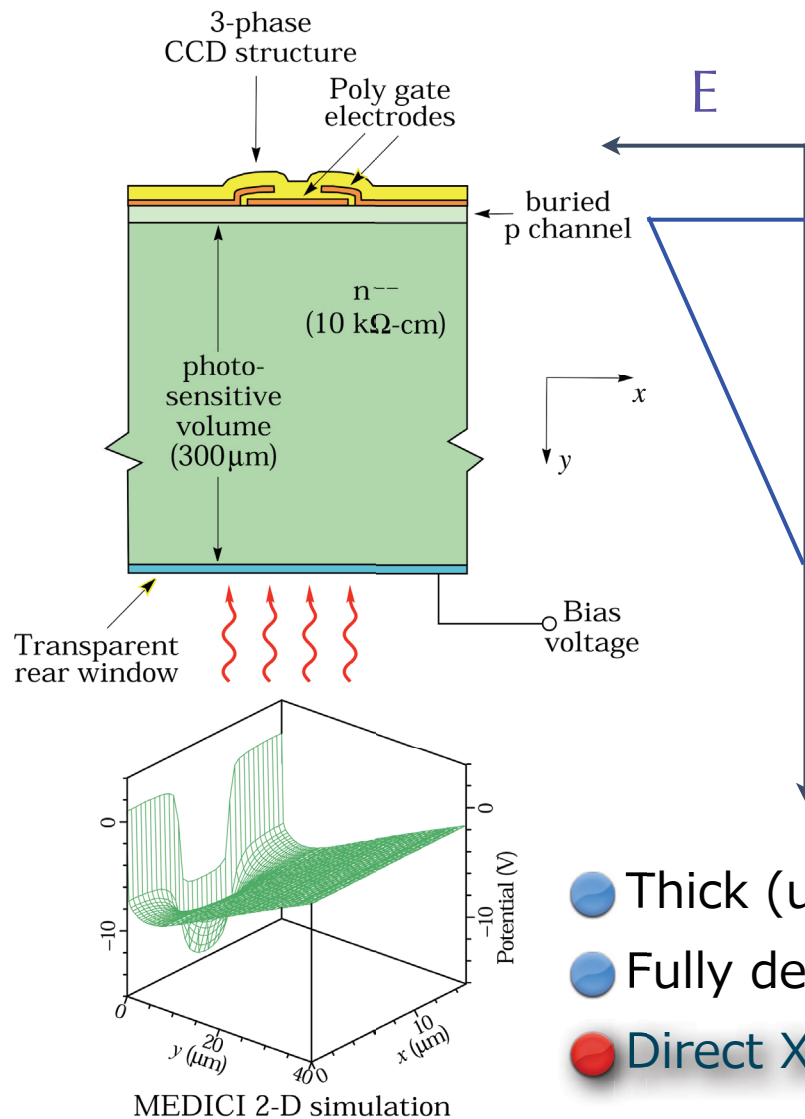 3-phase
CCD structure
Poly gate
electrodes
E
buried
p channel
n−−
(10 kΩ-cm)
photo-
sensitive
volume
(300µm)
x
y
Transparent
rear window
Bias
voltage
0
−10
0
−10
Potential (V)
0
20
40
y (µm)
0
10
x (µm)
MEDICI 2-D simulation
Thick (u
Fully de
Direct X